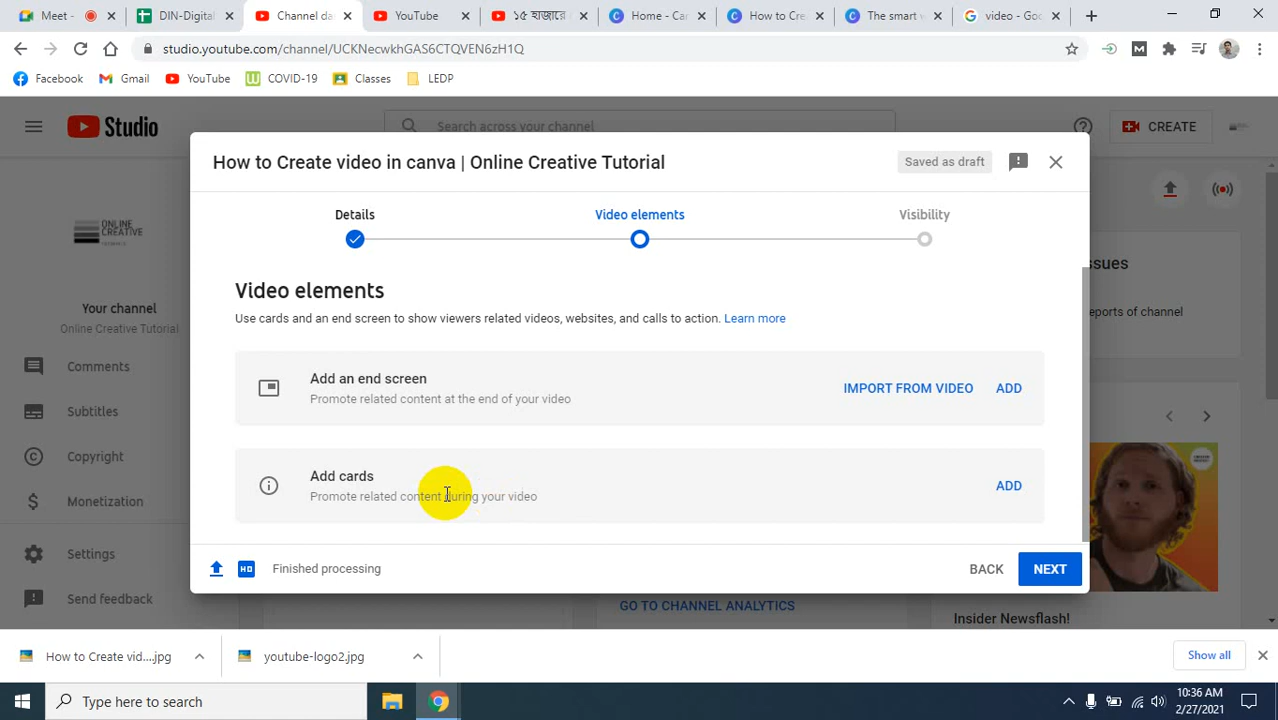 Meet -
DIN-Digital
Channel da
YouTube
১৫ হাজারে
Home - Ca
How to Cre
The smart v
video - Goo
studio.youtube.com/channel/UCKNecwkhGAS6CTQVEN6zH1Q
Facebook
Gmail
YouTube
COVID-19
Classes
LEDP
Studio
Search across your channel
CREATE
How to Create video in canva | Online Creative Tutorial
Saved as draft
Details
Video elements
Visibility
ONLINE
CREATIVE
Your channel
Online Creative Tutorial
Comments
Subtitles
Copyright
Monetization
Settings
Send feedback
Video elements
Use cards and an end screen to show viewers related videos, websites, and calls to action. Learn more
Add an end screen
Promote related content at the end of your video
IMPORT FROM VIDEO
ADD
Add cards
Promote related content during your video
ADD
HD
Finished processing
BACK
NEXT
ssues
eports of channel
Insider Newsflash!
GO TO CHANNEL ANALYTICS
How to Create vid....jpg
youtube-logo2.jpg
Show all
Type here to search
10:36 AM
2/27/2021